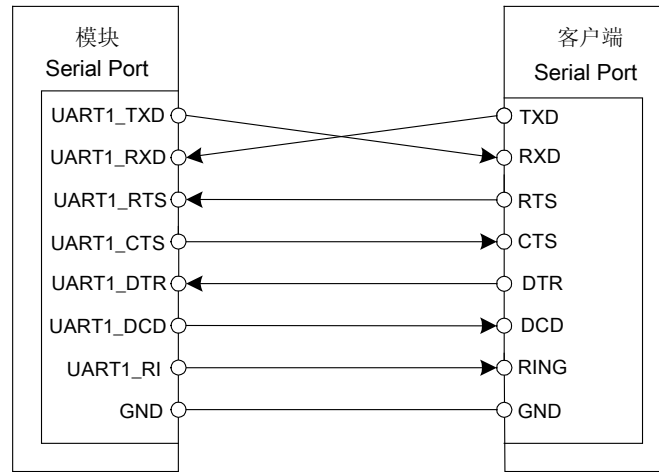 模块
Serial Port
UART1_TXD
UART1_RXD
UART1_RTS
UART1_CTS
UART1_DTR
UART1_DCD
UART1_RI
GND
客户端
Serial Port
TXD
RXD
RTS
CTS
DTR
DCD
RING
GND